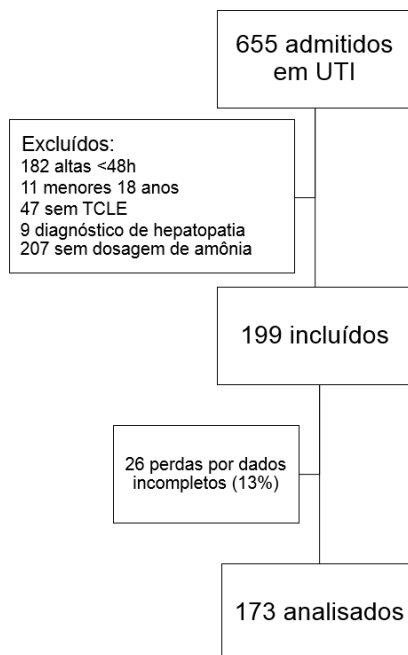 655 admitidos
em UTI
Excluídos:
182 altas <48h
11 menores 18 anos
47 sem TCLE
9 diagnóstico de hepatopatia
207 sem dosagem de amônia
199 incluídos
26 perdas por dados
incompletos (13%)
173 analisados